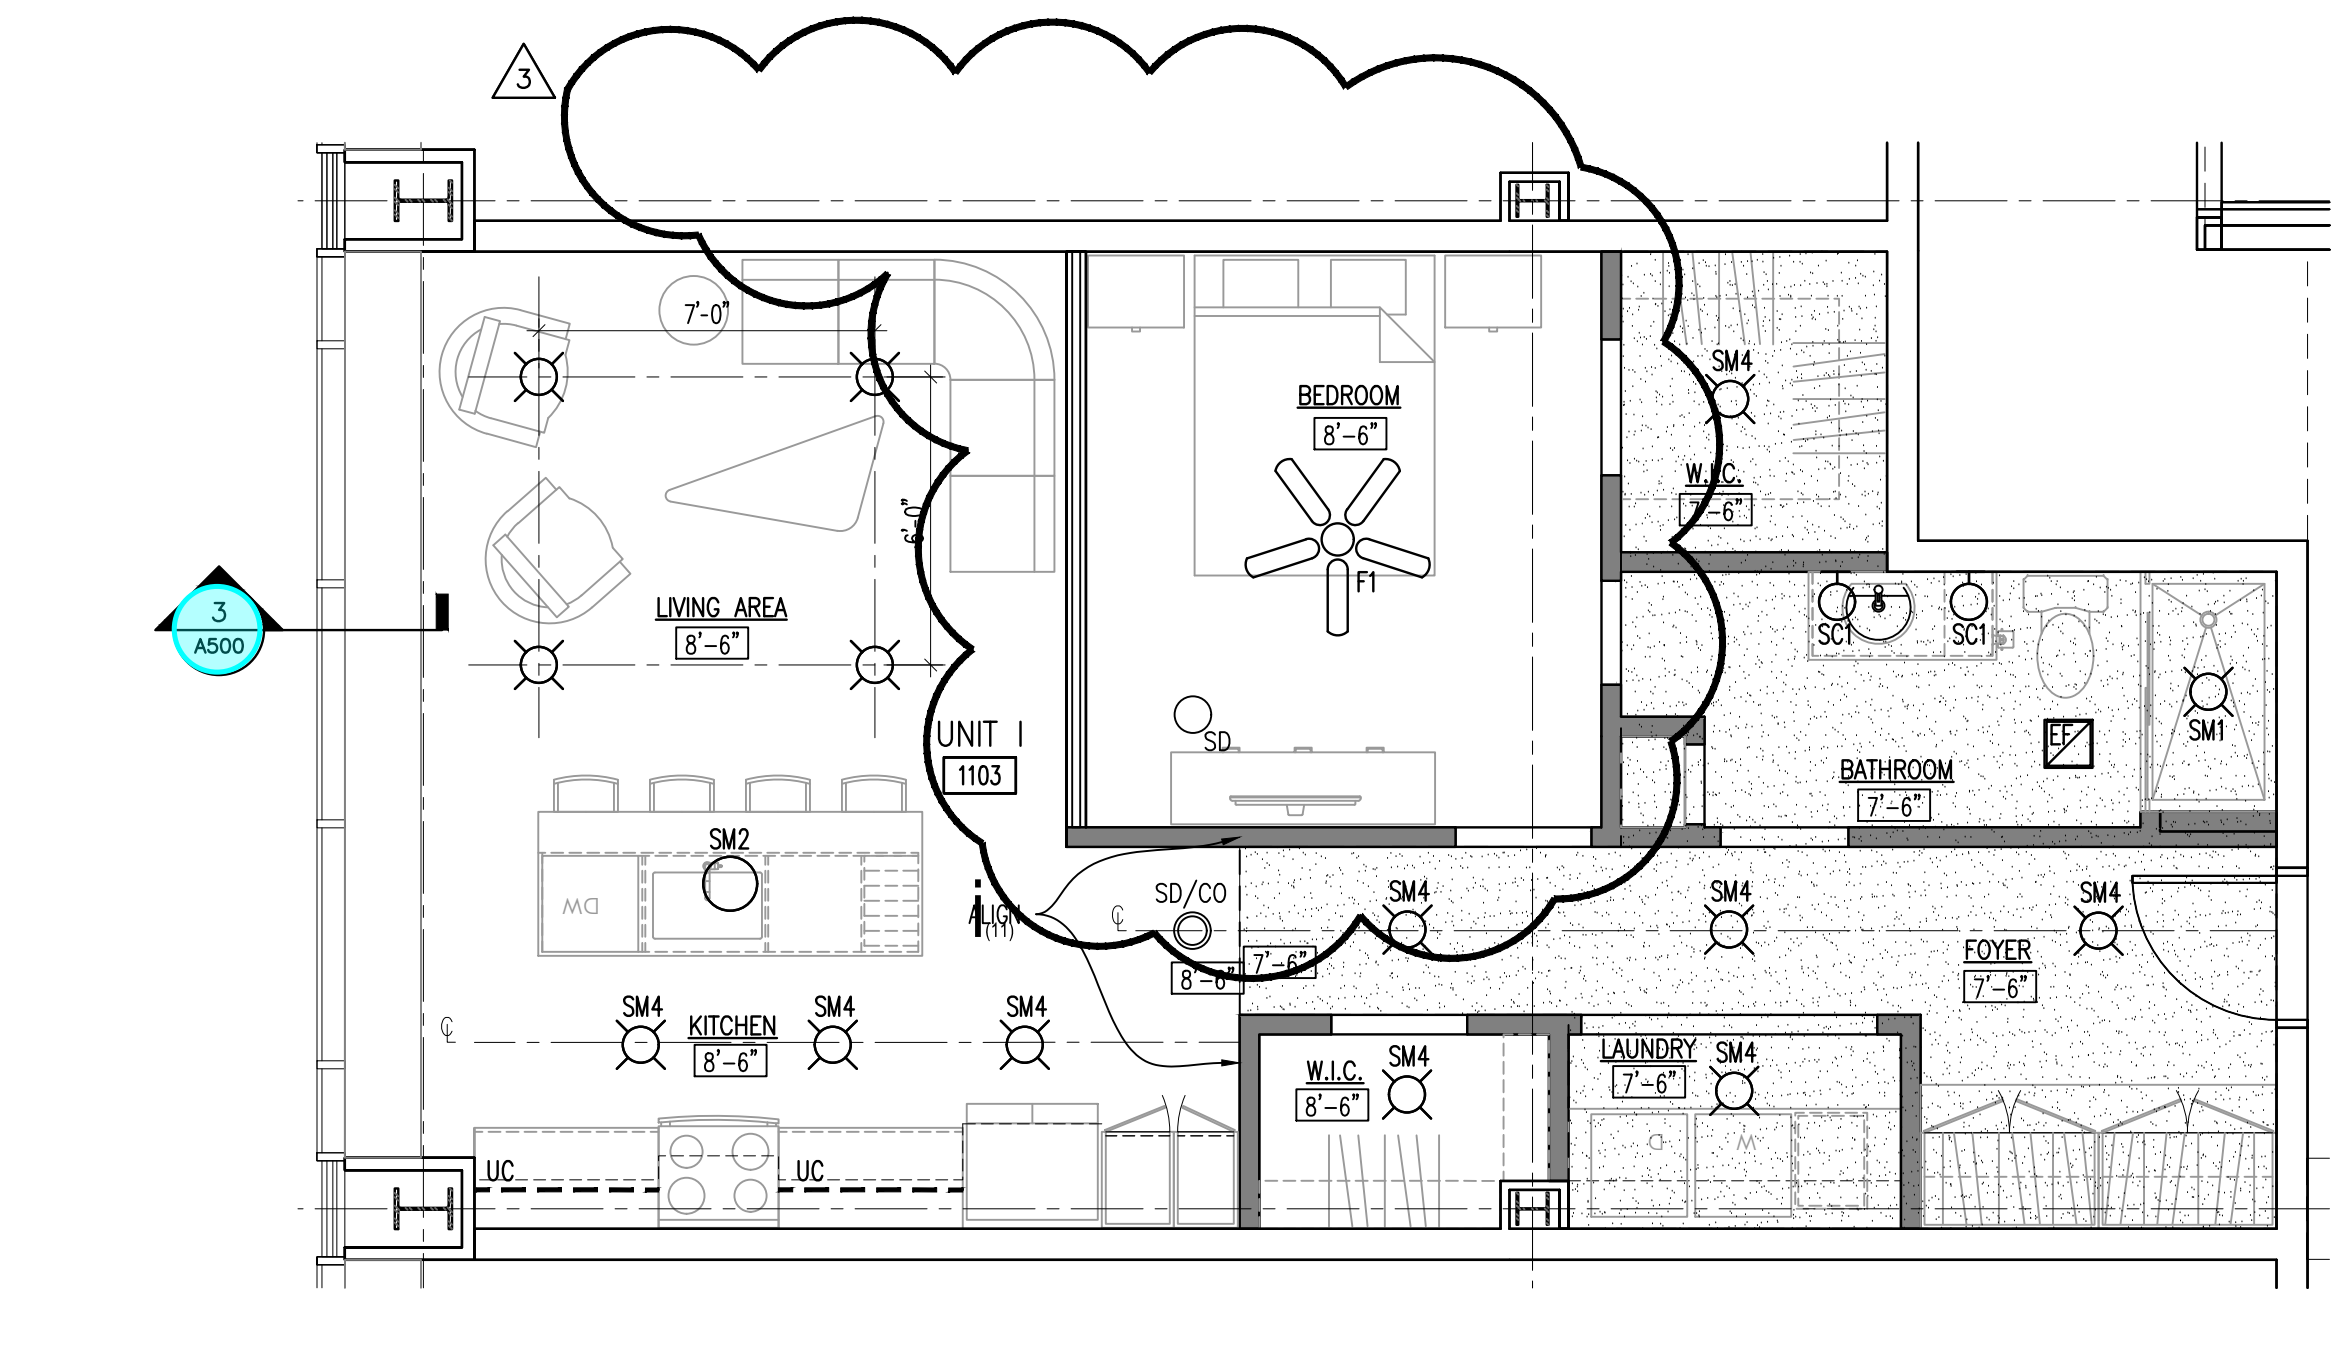 3
7'-0"
SM4
BEDROOM
8'-6"
W.I.C.
7'-6"
6'-0"
F1
3
A500
LIVING AREA
8'-6"
SC1
SC1
SM1
SD
UNIT I
1103
EF
BATHROOM
7'-6"
SM2
DW
ALIGN
(11)
℄
SD/CO
SM4
SM4
SM4
8'-6"
7'-6"
FOYER
7'-6"
℄
SM4
KITCHEN
8'-6"
SM4
SM4
W.I.C.
8'-6"
SM4
LAUNDRY
7'-6"
SM4
UC
UC
D
W